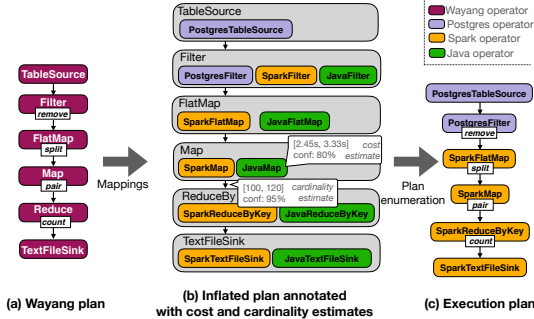 TableSource
Filter
remove
FlatMap
split
Map
pair
Reduce
count
TextFileSink
(a) Wayang plan
Mappings
TableSource
PostgresTableSource
Filter
PostgresFilter SparkFilter JavaFilter
FlatMap
SparkFlatMap JavaFlatMap
Map
SparkMap JavaMap
[2.45s, 3.33s] cost
conf: 80% estimate
[100, 120] cardinality
conf: 95% estimate
ReduceBy
SparkReduceByKey JavaReduceByKey
TextFileSink
SparkTextFileSink JavaTextFileSink
(b) Inflated plan annotated
with cost and cardinality estimates
Plan
enumeration
Wayang operator
Postgres operator
Spark operator
Java operator
PostgresTableSource
PostgresFilter
remove
SparkFlatMap
split
SparkMap
pair
SparkReduceByKey
count
SparkTextFileSink
(c) Execution plan